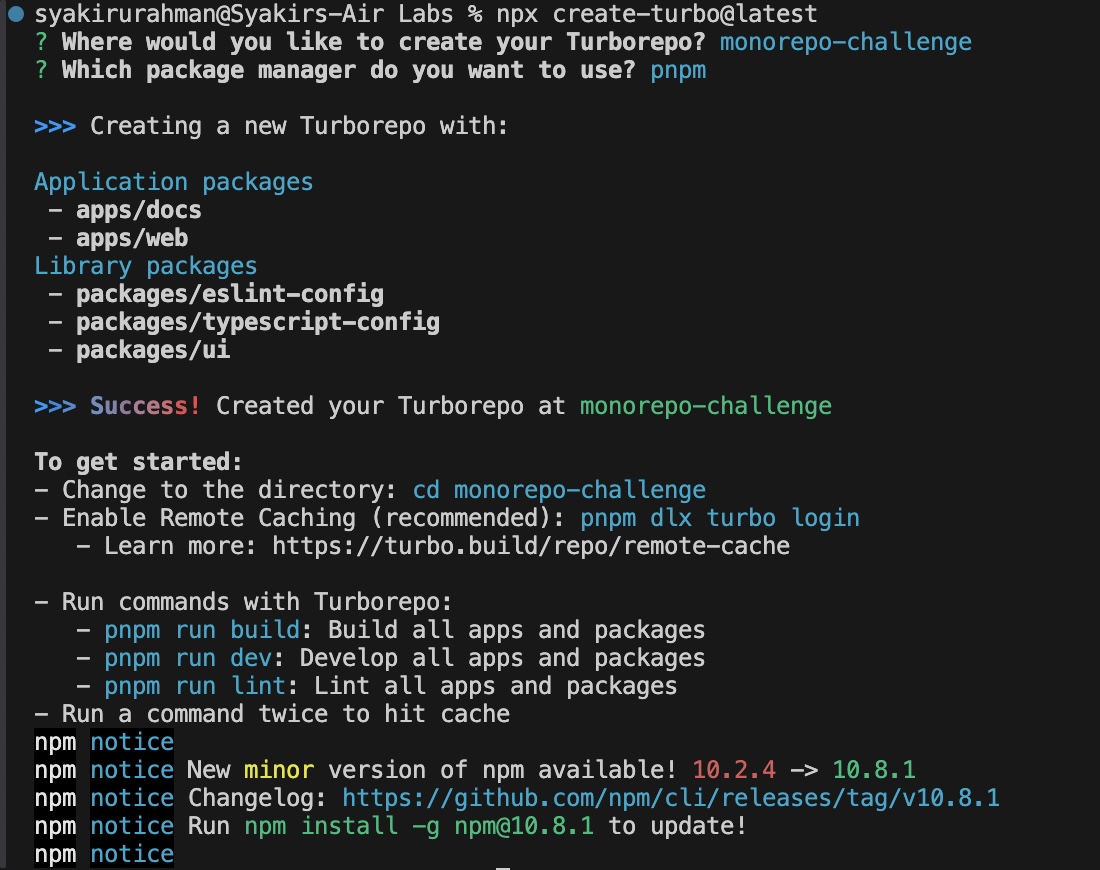 syakirurahman@Syakirs-Air Labs % npx create-turbo@latest
? Where would you like to create your Turborepo? monorepo-challenge
? Which package manager do you want to use? pnpm
>>> Creating a new Turborepo with:
Application packages
- apps/docs
- apps/web
Library packages
- packages/eslint-config
- packages/typescript-config
- packages/ui
>>> Success! Created your Turborepo at monorepo-challenge
To get started:
- Change to the directory: cd monorepo-challenge
- Enable Remote Caching (recommended): pnpm dlx turbo login
- Learn more: https://turbo.build/repo/remote-cache
- Run commands with Turborepo:
- pnpm run build: Build all apps and packages
- pnpm run dev: Develop all apps and packages
- pnpm run lint: Lint all apps and packages
- Run a command twice to hit cache
npm notice
npm notice New minor version of npm available! 10.2.4 -> 10.8.1
npm notice Changelog: https://github.com/npm/cli/releases/tag/v10.8.1
npm notice Run npm install -g npm@10.8.1 to update!
npm notice